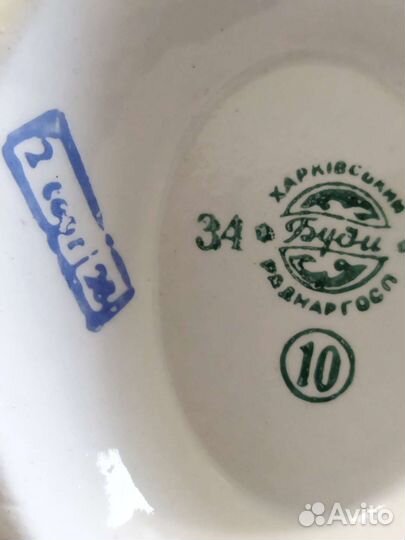 2 сорт
ХАРКІВСЬКИЙ
34 Буди
РАДНАРГОСП
10
Avito